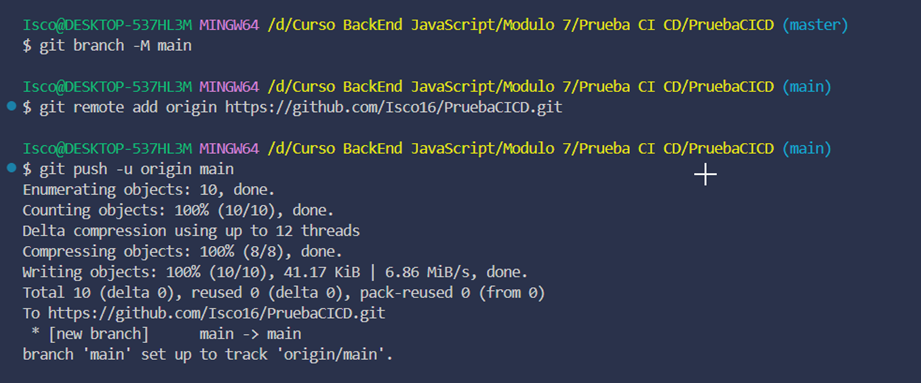 Isco@DESKTOP-537HL3M MINGW64 /d/Curso BackEnd JavaScript/Modulo 7/Prueba CI CD/PruebaCICD (master)
$ git branch -M main
Isco@DESKTOP-537HL3M MINGW64 /d/Curso BackEnd JavaScript/Modulo 7/Prueba CI CD/PruebaCICD (main)
$ git remote add origin https://github.com/Isco16/PruebaCICD.git
Isco@DESKTOP-537HL3M MINGW64 /d/Curso BackEnd JavaScript/Modulo 7/Prueba CI CD/PruebaCICD (main)
$ git push -u origin main
Enumerating objects: 10, done.
Counting objects: 100% (10/10), done.
Delta compression using up to 12 threads
Compressing objects: 100% (8/8), done.
Writing objects: 100% (10/10), 41.17 KiB | 6.86 MiB/s, done.
Total 10 (delta 0), reused 0 (delta 0), pack-reused 0 (from 0)
To https://github.com/Isco16/PruebaCICD.git
 * [new branch]      main -> main
branch 'main' set up to track 'origin/main'.